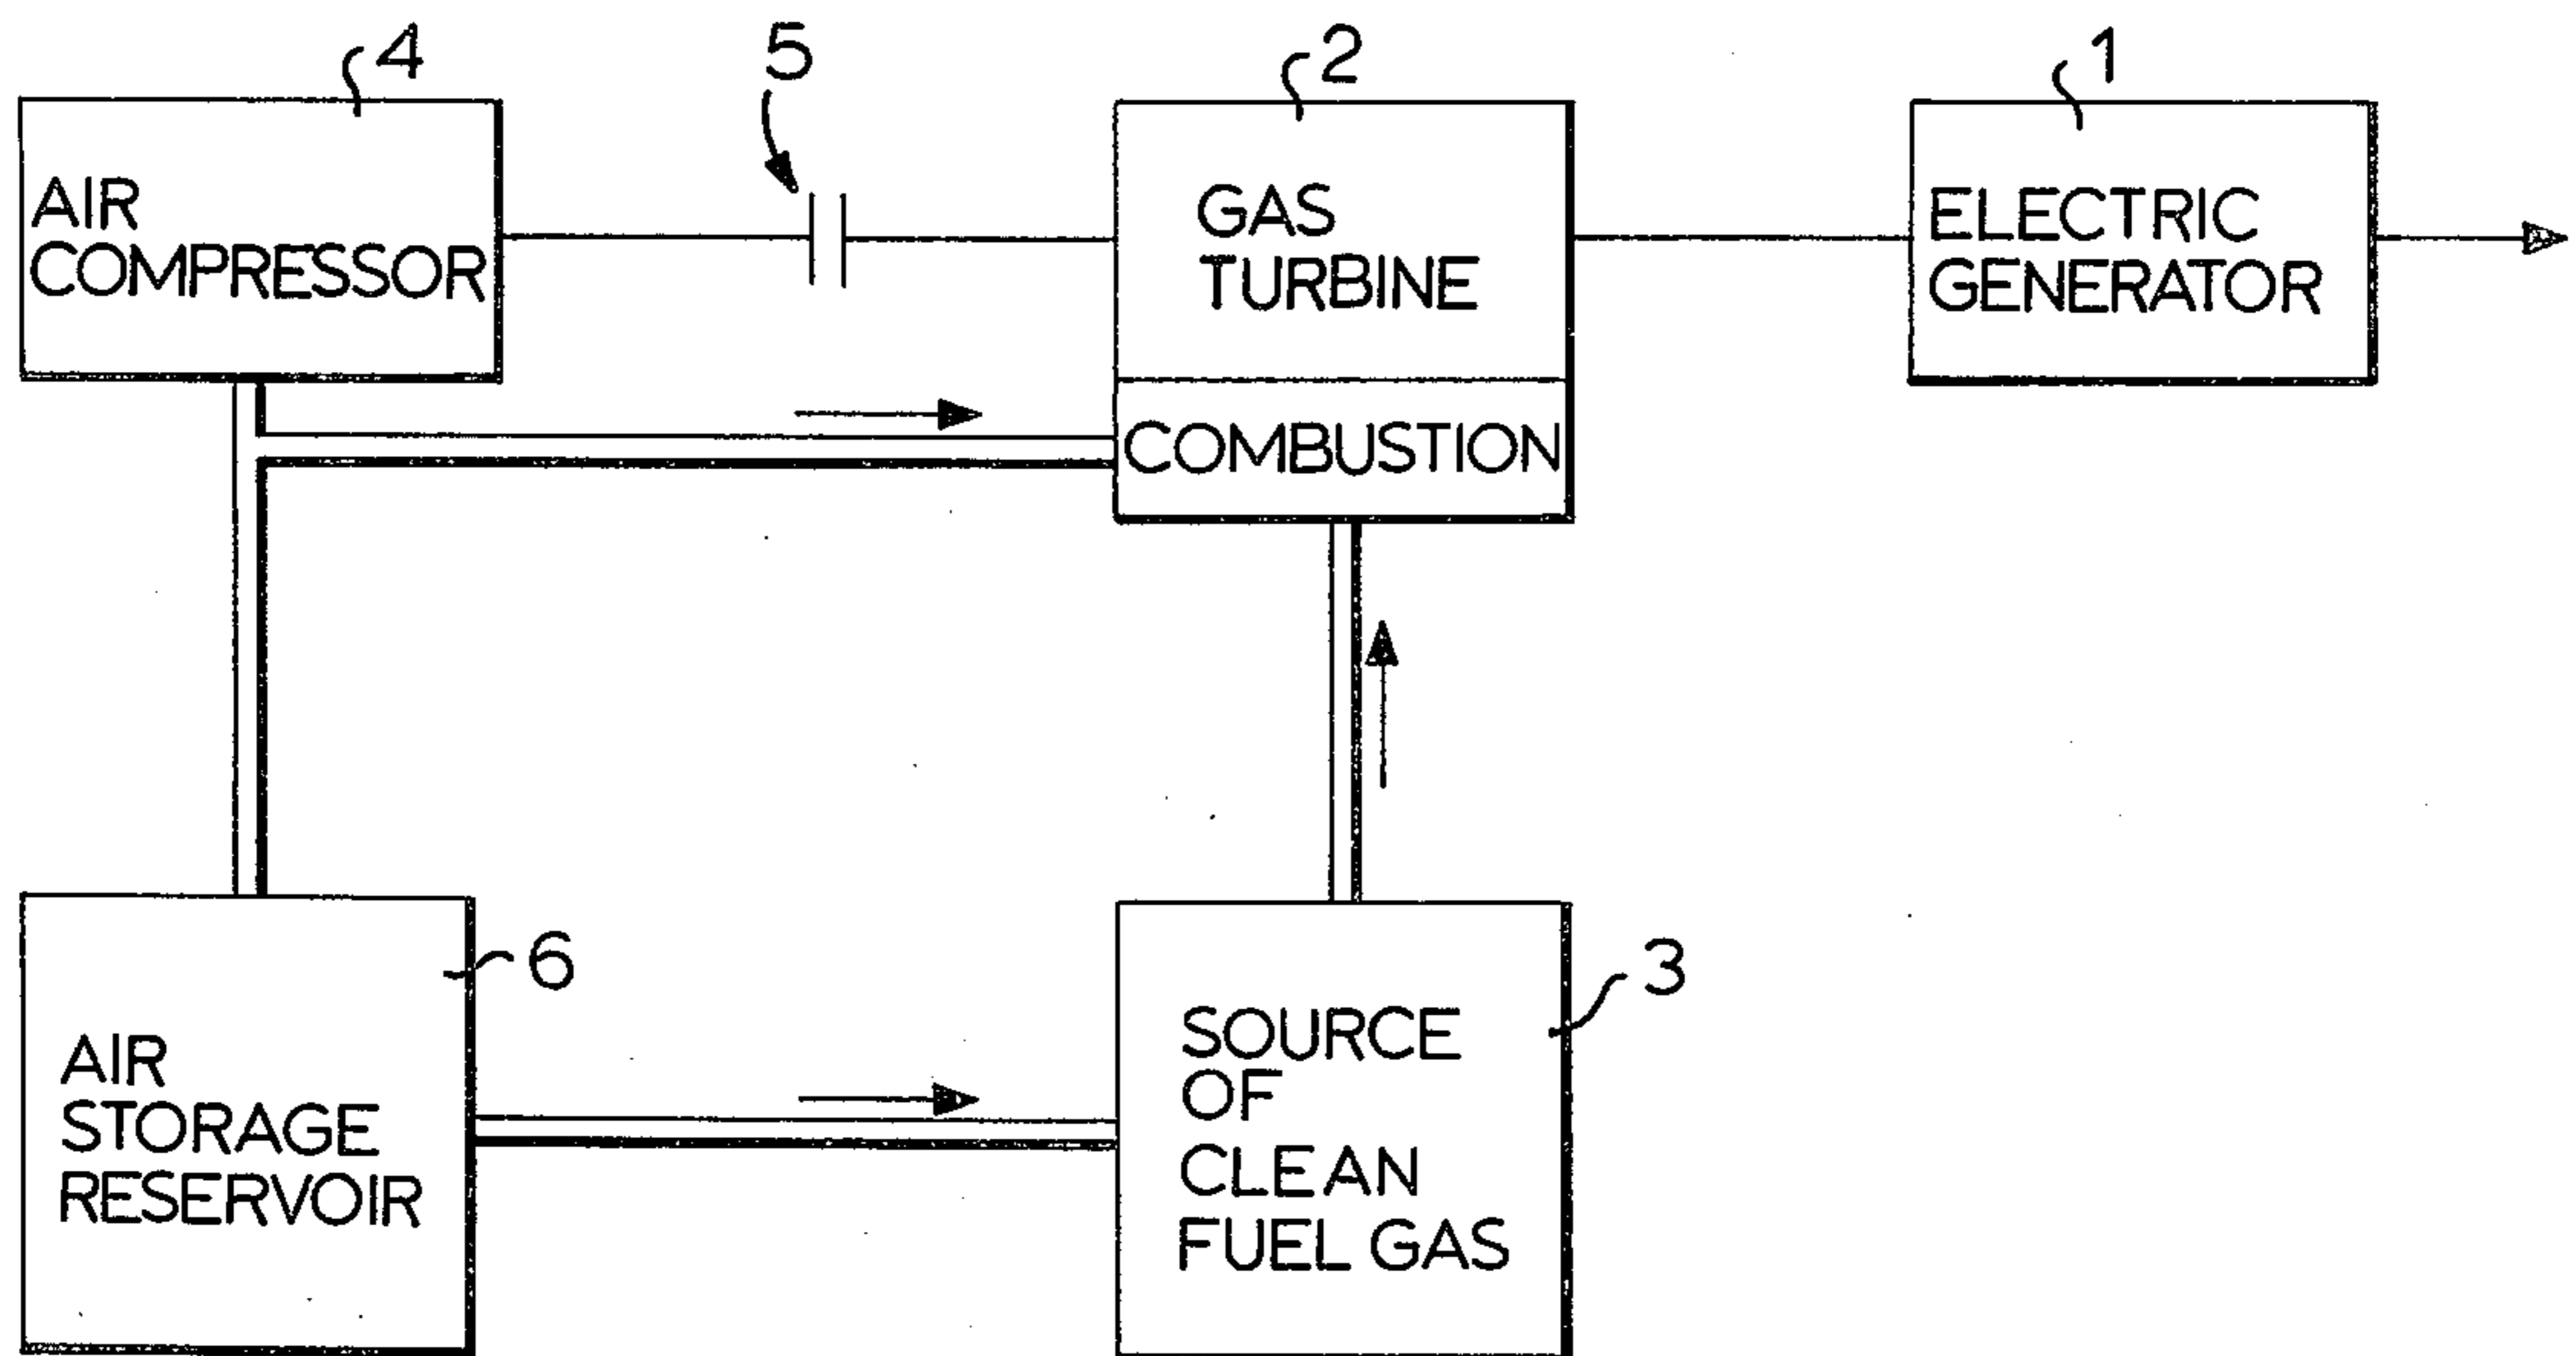 4
5
2
1
AIR
COMPRESSOR
GAS
TURBINE
ELECTRIC
GENERATOR
COMBUSTION
6
3
AIR
STORAGE
RESERVOIR
SOURCE
OF
CLEAN
FUEL GAS